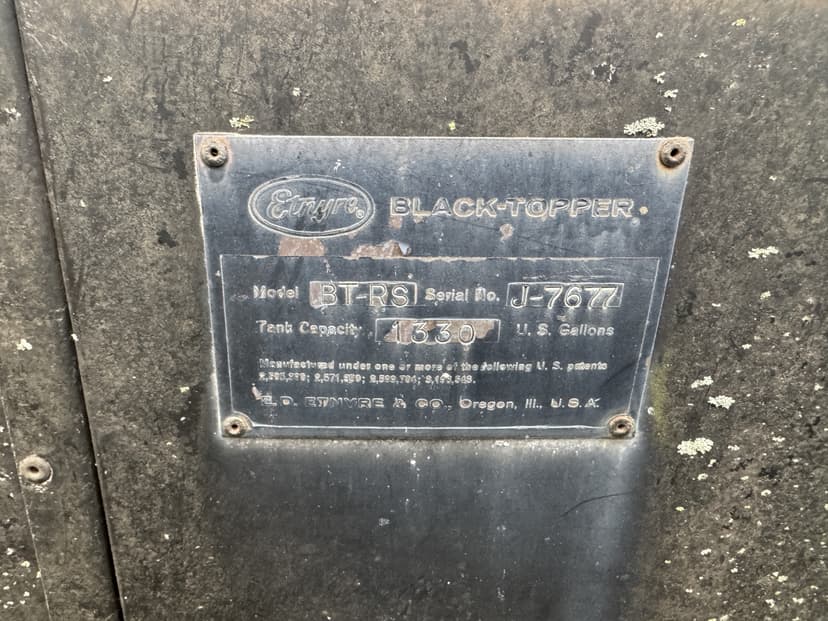 Etnyre® BLACK-TOPPER
Model BT-RS Serial No. J-7677
Tank Capacity 1330 U. S. Gallons
Manufactured under one or more of the following U. S. patents
E. D. ETNYRE & CO., Oregon, Ill., U.S.A.